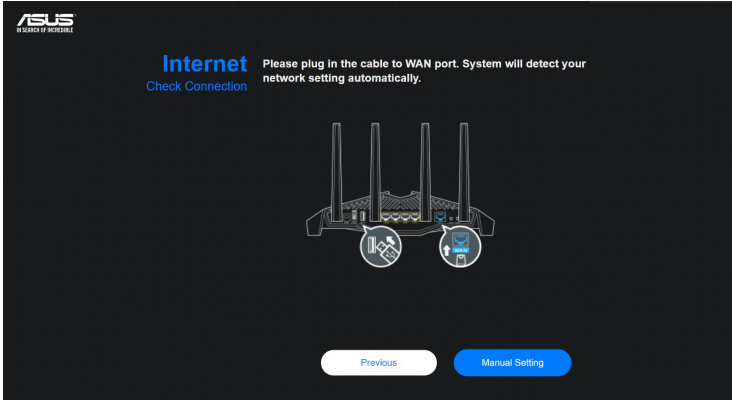 ASUS
IN SEARCH OF INCREDIBLE
Internet
Check Connection
Please plug in the cable to WAN port. System will detect your
network setting automatically.
WAN
Previous
Manual Setting